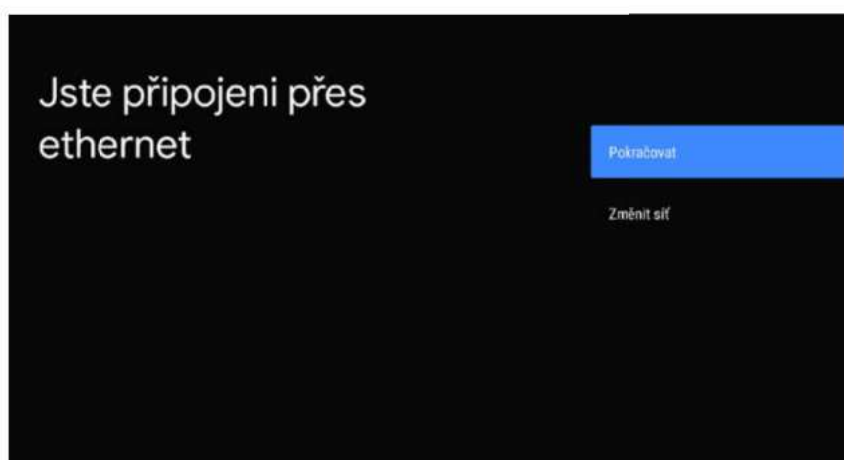 Jste připojeni přes
ethernet
Pokračovat
Změnit síť